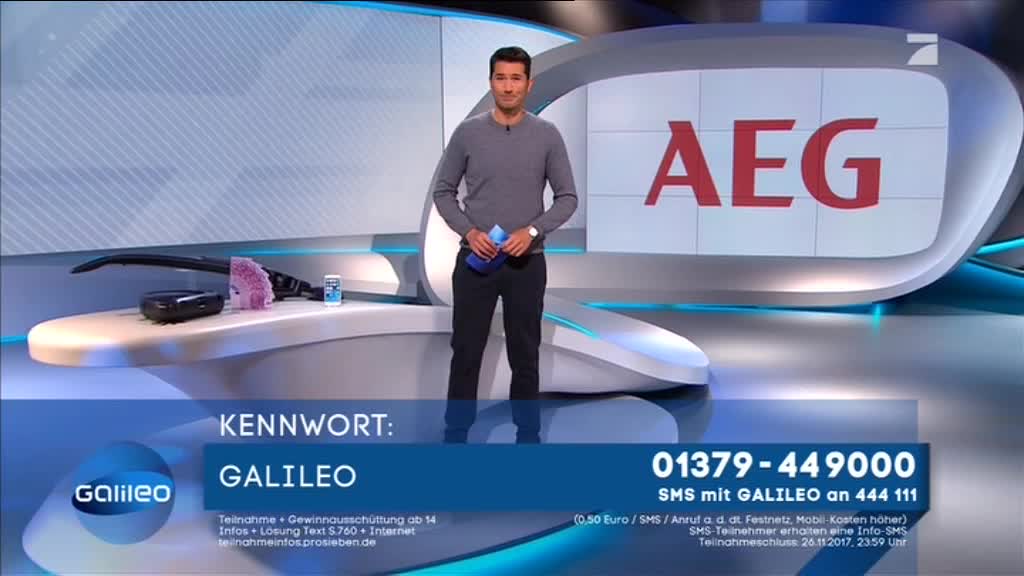 AEG
KENNWORT:
GALILEO
01379-449000
SMS mit GALILEO an 444 111
Galileo
Teilnahme + Gewinnausschüttung ab 14
Infos + Lösung Text S.760 + Internet
teilnahmeinfos.prosieben.de
(0,50 Euro / SMS / Anruf a. d. dt. Festnetz, Mobil-Kosten höher)
SMS-Teilnehmer erhalten eine Info-SMS
Teilnahmeschluss: 26.11.2017, 23:59 Uhr